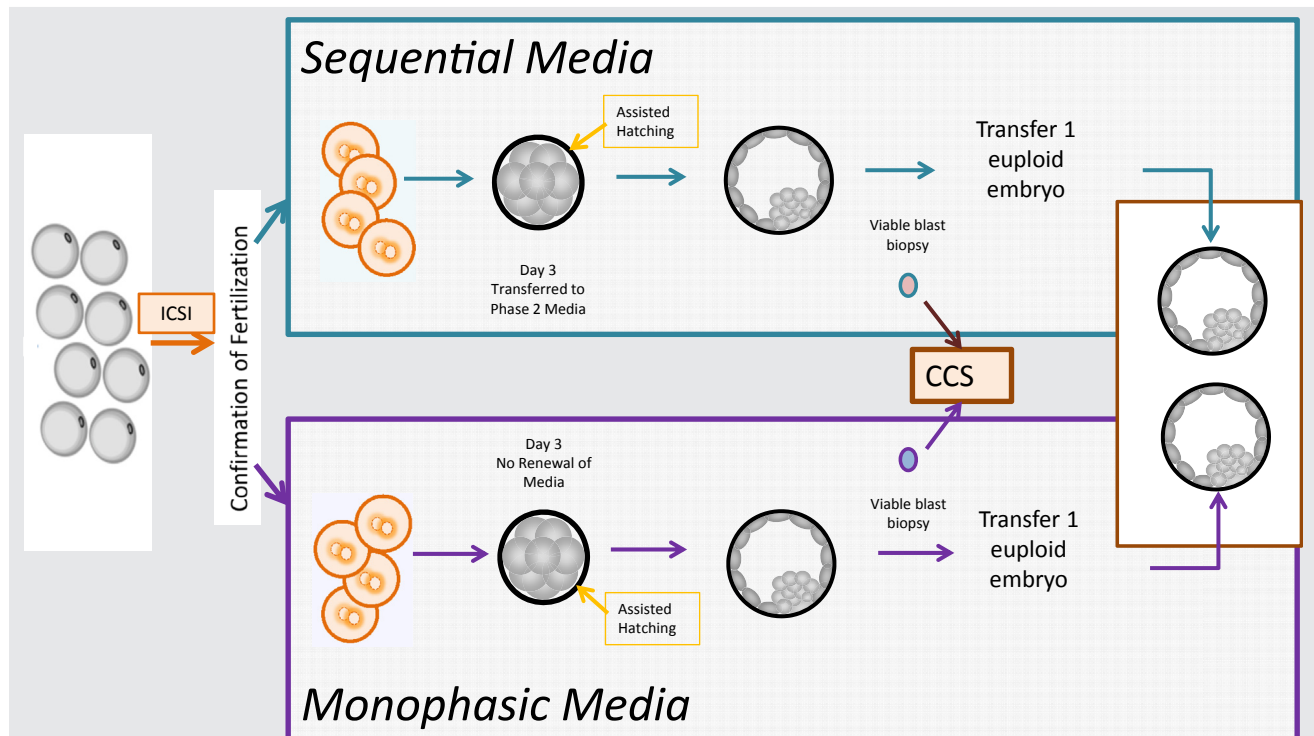 Sequential Media
Assisted
Hatching
Transfer 1
euploid
embryo
Viable blast
biopsy
Day 3
Transferred to
Phase 2 Media
ICSI
Confirmation of Fertilization
CCS
Day 3
No Renewal of
Media
Viable blast
biopsy
Transfer 1
euploid
embryo
Assisted
Hatching
Monophasic Media